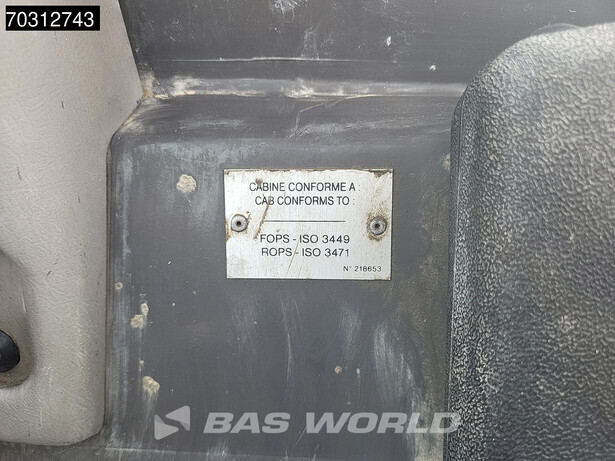 70312743
CABINE CONFORME A :
CAB CONFORMS TO :
FOPS - ISO 3449
ROPS - ISO 3471
N° 218653
BAS WORLD